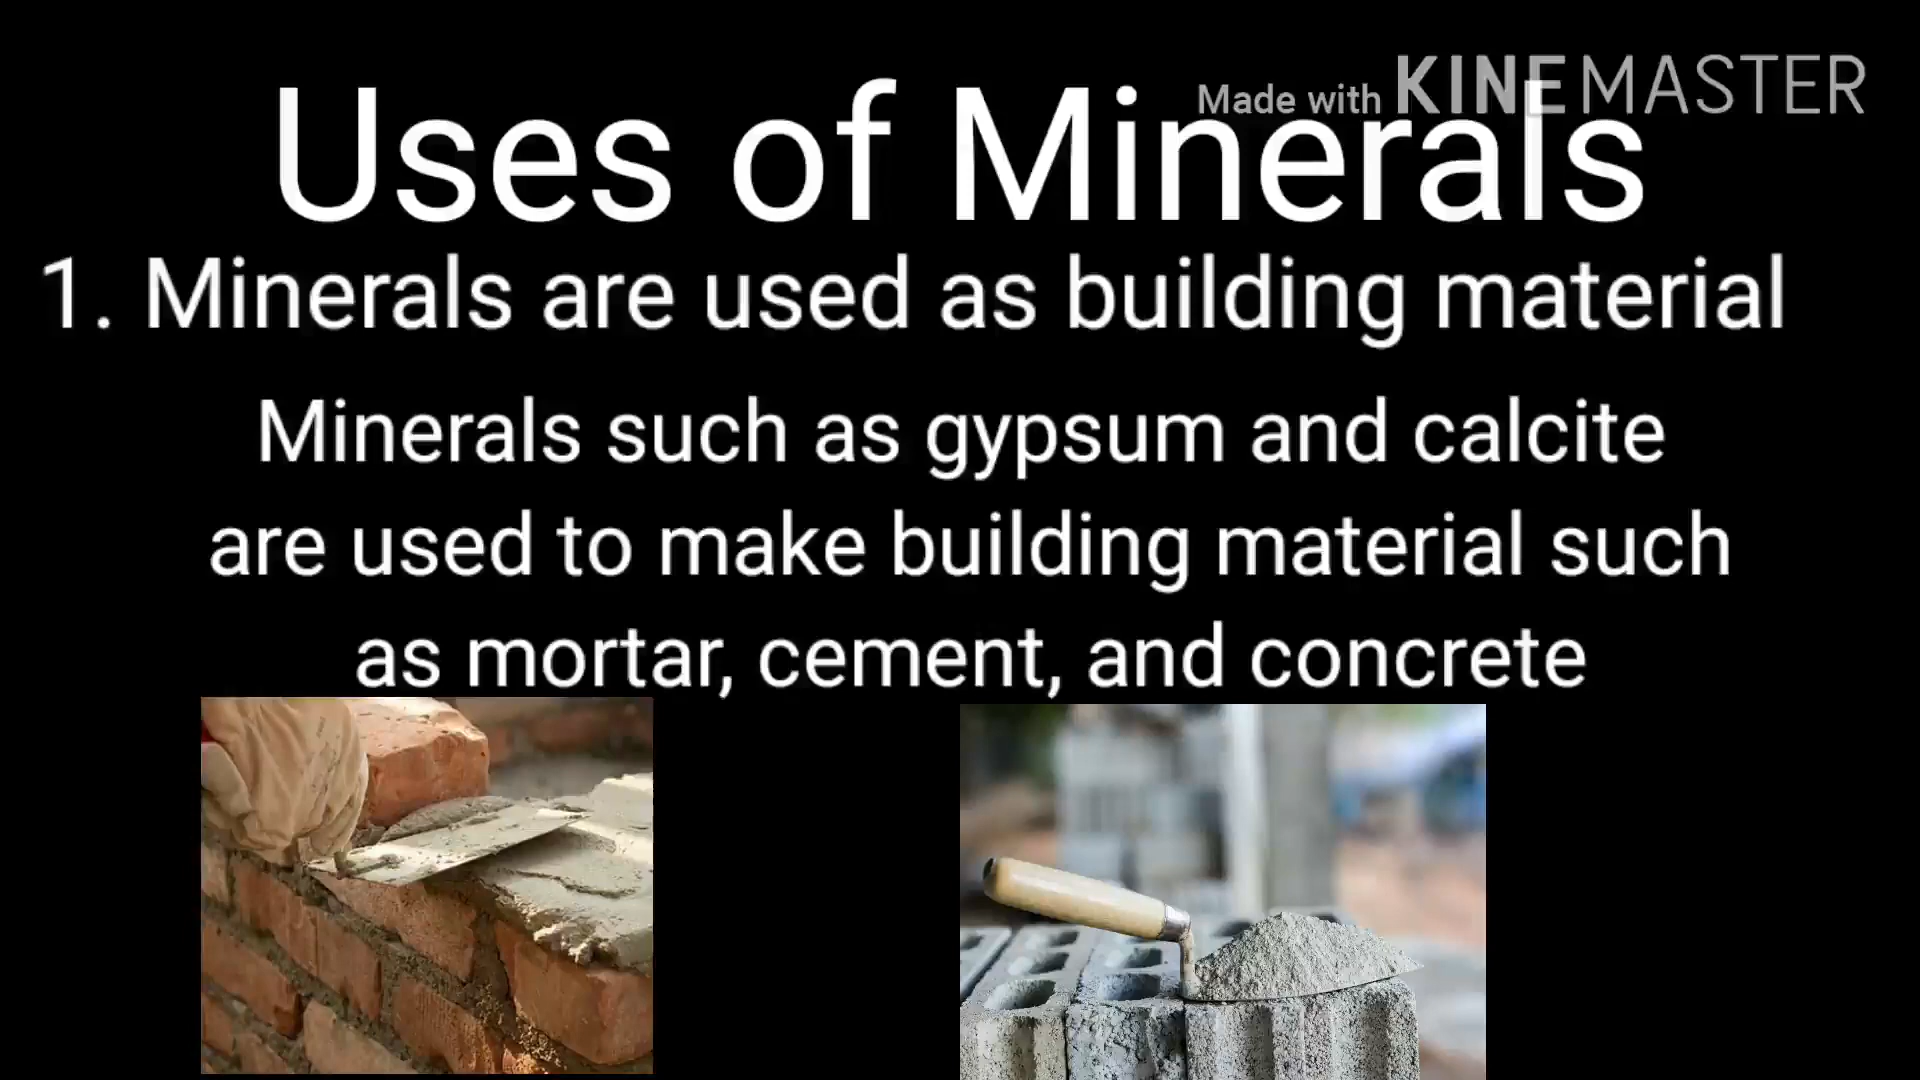 Made with KINEMASTER
Uses of Minerals
1. Minerals are used as building material
Minerals such as gypsum and calcite
are used to make building material such
as mortar, cement, and concrete